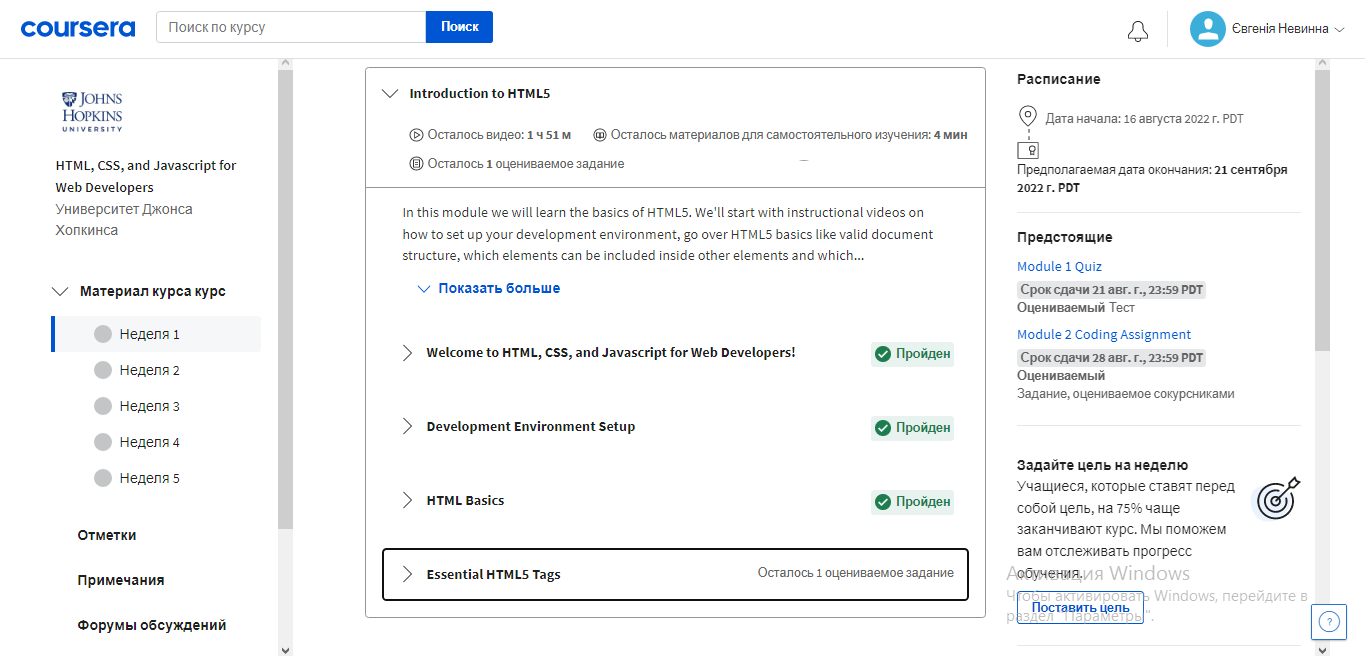 coursera
Поиск по курсу
Поиск
Євгенія Невинна
JOHNS
HOPKINS
UNIVERSITY
HTML, CSS, and Javascript for
Web Developers
Университет Джонса
Хопкинса
Материал курса курс
Неделя 1
Неделя 2
Неделя 3
Неделя 4
Неделя 5
Отметки
Примечания
Форумы обсуждений
Introduction to HTML5
Осталось видео: 1 ч 51 м
Осталось материалов для самостоятельного изучения: 4 мин
Осталось 1 оцениваемое задание
In this module we will learn the basics of HTML5. We'll start with instructional videos on
how to set up your development environment, go over HTML5 basics like valid document
structure, which elements can be included inside other elements and which...
Показать больше
Welcome to HTML, CSS, and Javascript for Web Developers!
Пройден
Development Environment Setup
Пройден
HTML Basics
Пройден
Essential HTML5 Tags
Осталось 1 оцениваемое задание
Расписание
Дата начала: 16 августа 2022 г. PDT
Предполагаемая дата окончания: 21 сентября
2022 г. PDT
Предстоящие
Module 1 Quiz
Срок сдачи 21 авг. г., 23:59 PDT
Оцениваемый Тест
Module 2 Coding Assignment
Срок сдачи 28 авг. г., 23:59 PDT
Оцениваемый
Задание, оцениваемое сокурсниками
Задайте цель на неделю
Учащиеся, которые ставят перед
собой цель, на 75% чаще
заканчивают курс. Мы поможем
вам отслеживать прогресс
обучения.
Поставить цель
Активация Windows
Чтобы активировать Windows, перейдите в
раздел "Параметры".
?